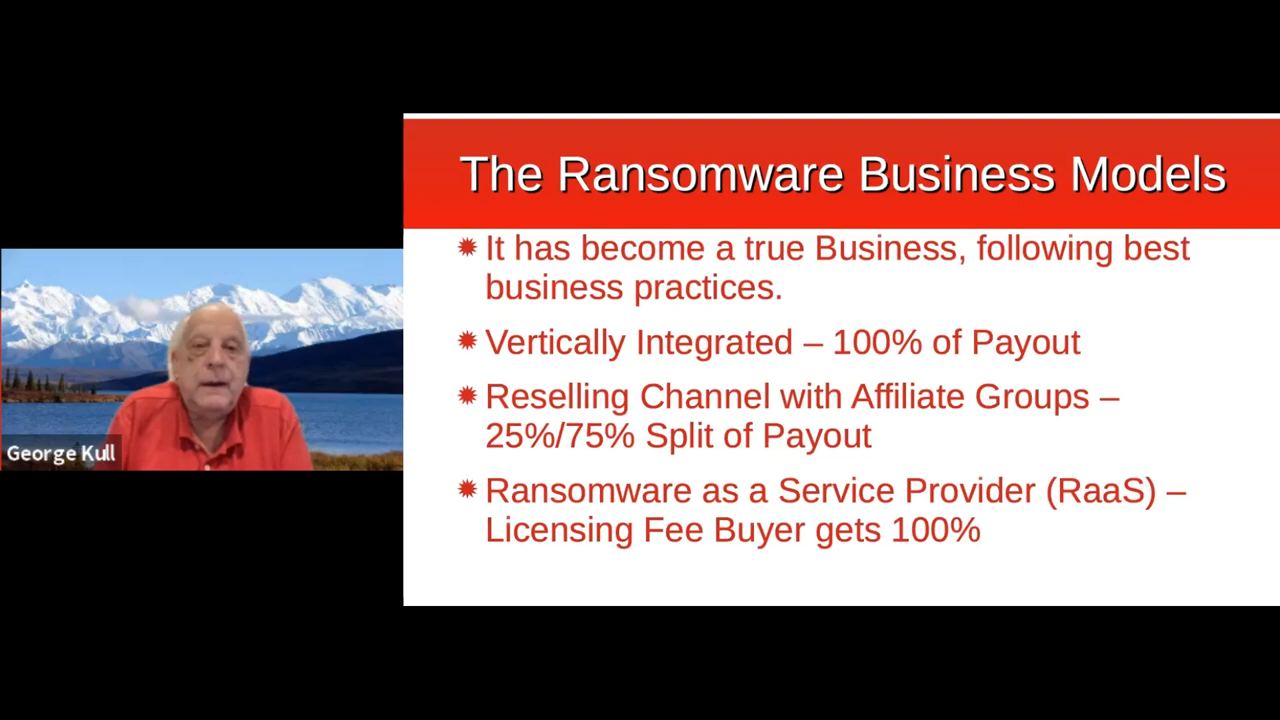 The Ransomware Business Models
It has become a true Business, following best
business practices.
Vertically Integrated – 100% of Payout
Reselling Channel with Affiliate Groups –
25%/75% Split of Payout
Ransomware as a Service Provider (RaaS) –
Licensing Fee Buyer gets 100%
George Kull